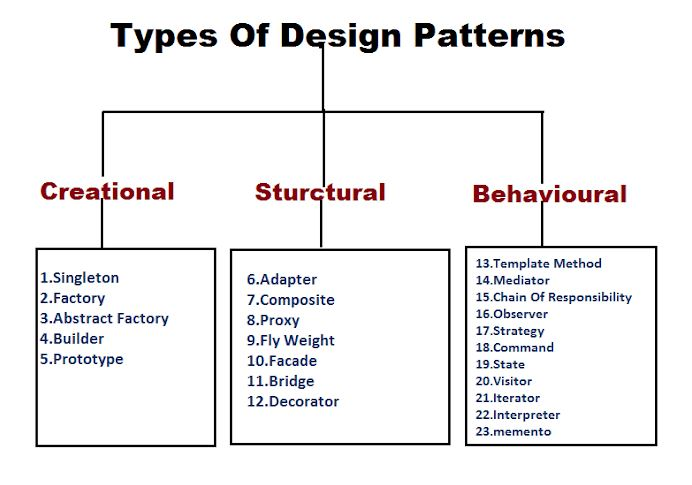 Types Of Design Patterns
Creational
Sturctural
Behavioural
1.Singleton
2.Factory
3.Abstract Factory
4.Builder
5.Prototype
6.Adapter
7.Composite
8.Proxy
9.Fly Weight
10.Facade
11.Bridge
12.Decorator
13.Template Method
14.Mediator
15.Chain Of Responsibility
16.Observer
17.Strategy
18.Command
19.State
20.Visitor
21.Iterator
22.Interpreter
23.memento